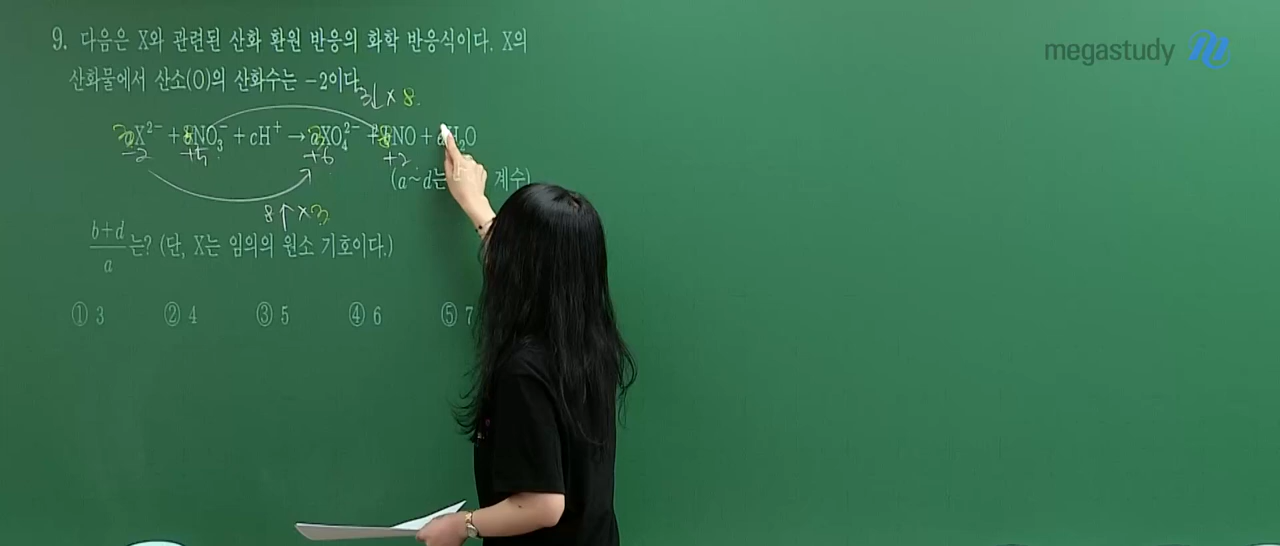 9. 다음은 X와 관련된 산화 환원 반응의 화학 반응식이다. X의
산화물에서 산소(O)의 산화수는 -2이다.
3↓ × 8.
X²⁻ + 8NO₃⁻ + cH⁺ → XO₄²⁻ + NO + H₂O
-2 +5 +6 +2
(a~d는 계수)
8↑ × 3
(b+d)/a 는? (단, X는 임의의 원소 기호이다.)
① 3 ② 4 ③ 5 ④ 6 ⑤ 7
megastudy